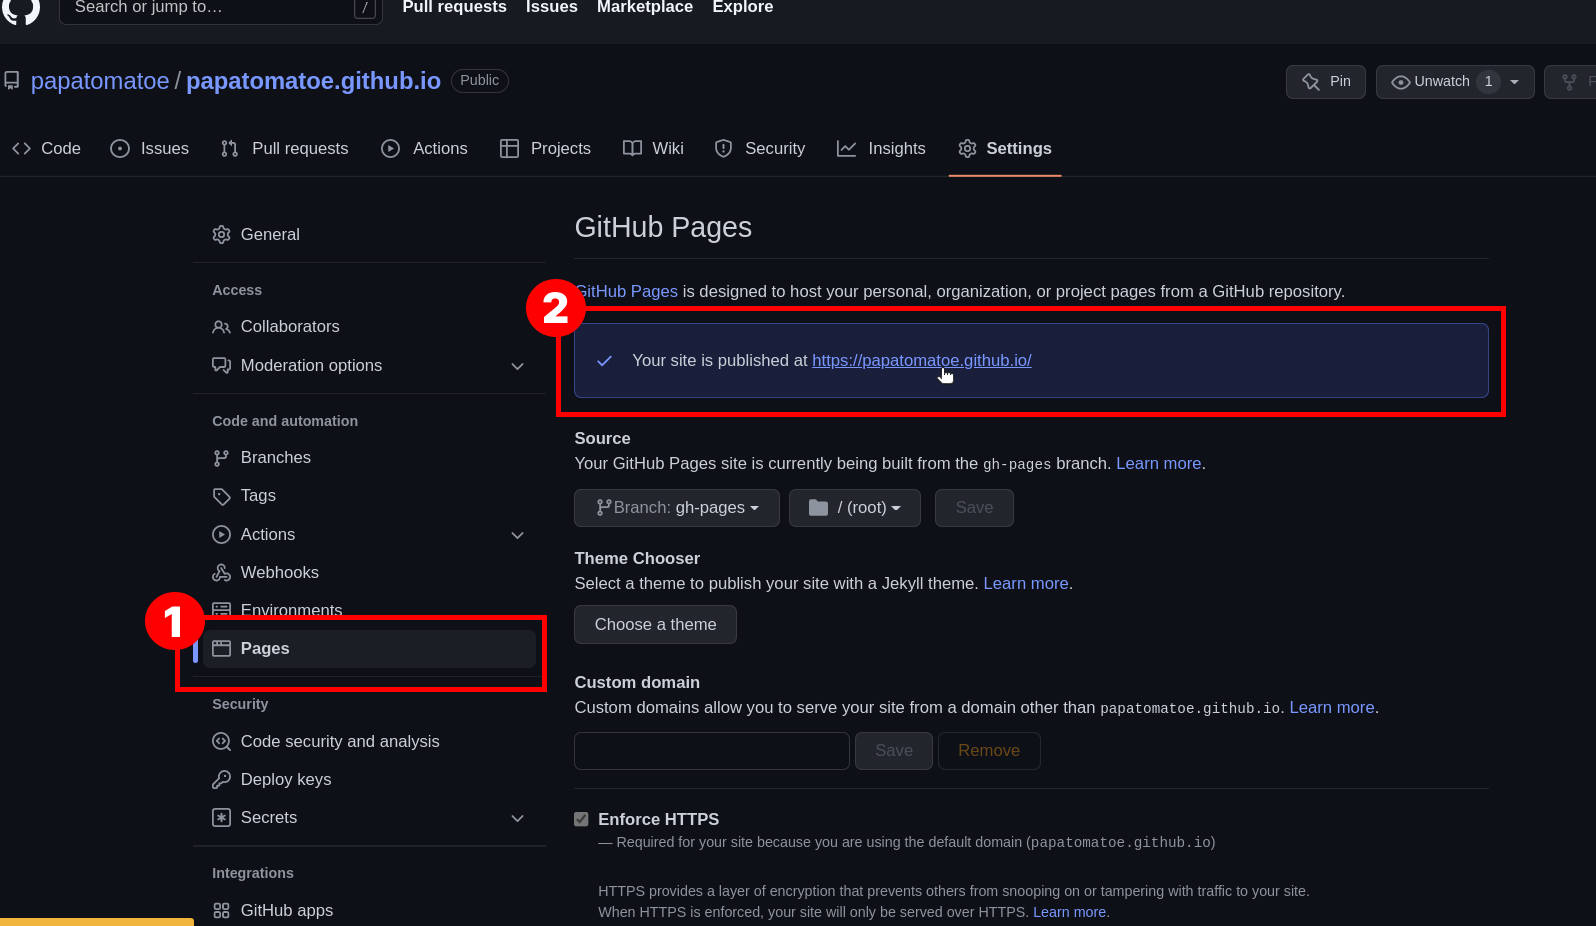 Search or jump to…
/
Pull requests Issues Marketplace Explore
papatomatoe / papatomatoe.github.io Public
Pin
Unwatch 1
Code
Issues
Pull requests
Actions
Projects
Wiki
Security
Insights
Settings
General
Access
Collaborators
Moderation options
Code and automation
Branches
Tags
Actions
Webhooks
Environments
1
Pages
Security
Code security and analysis
Deploy keys
Secrets
Integrations
GitHub apps
GitHub Pages
GitHub Pages is designed to host your personal, organization, or project pages from a GitHub repository.
2
Your site is published at https://papatomatoe.github.io/
Source
Your GitHub Pages site is currently being built from the gh-pages branch. Learn more.
Branch: gh-pages
/ (root)
Save
Theme Chooser
Select a theme to publish your site with a Jekyll theme. Learn more.
Choose a theme
Custom domain
Custom domains allow you to serve your site from a domain other than papatomatoe.github.io. Learn more.
Save
Remove
Enforce HTTPS
— Required for your site because you are using the default domain (papatomatoe.github.io)
HTTPS provides a layer of encryption that prevents others from snooping on or tampering with traffic to your site.
When HTTPS is enforced, your site will only be served over HTTPS. Learn more.